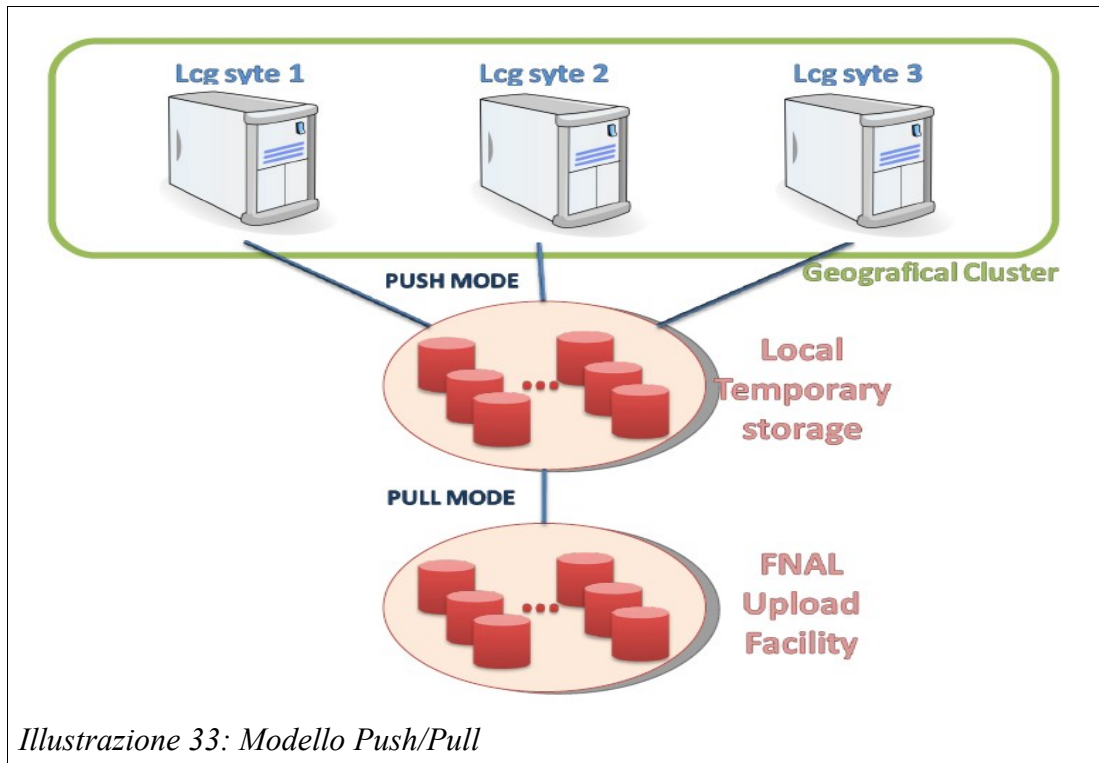 Lcg syte 1
Lcg syte 2
Lcg syte 3
Geografical Cluster
PUSH MODE
Local
Temporary
storage
PULL MODE
FNAL
Upload
Facility
Illustrazione 33: Modello Push/Pull